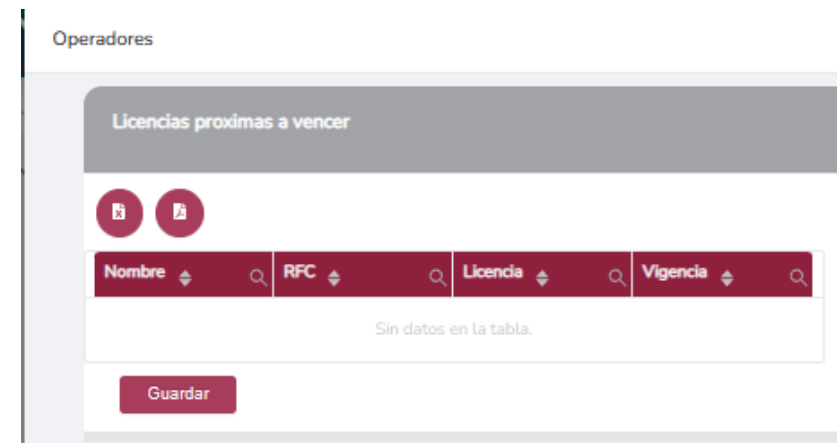 Operadores
Licencias proximas a vencer
Nombre RFC Licencia Vigencia
Sin datos en la tabla.
Guardar